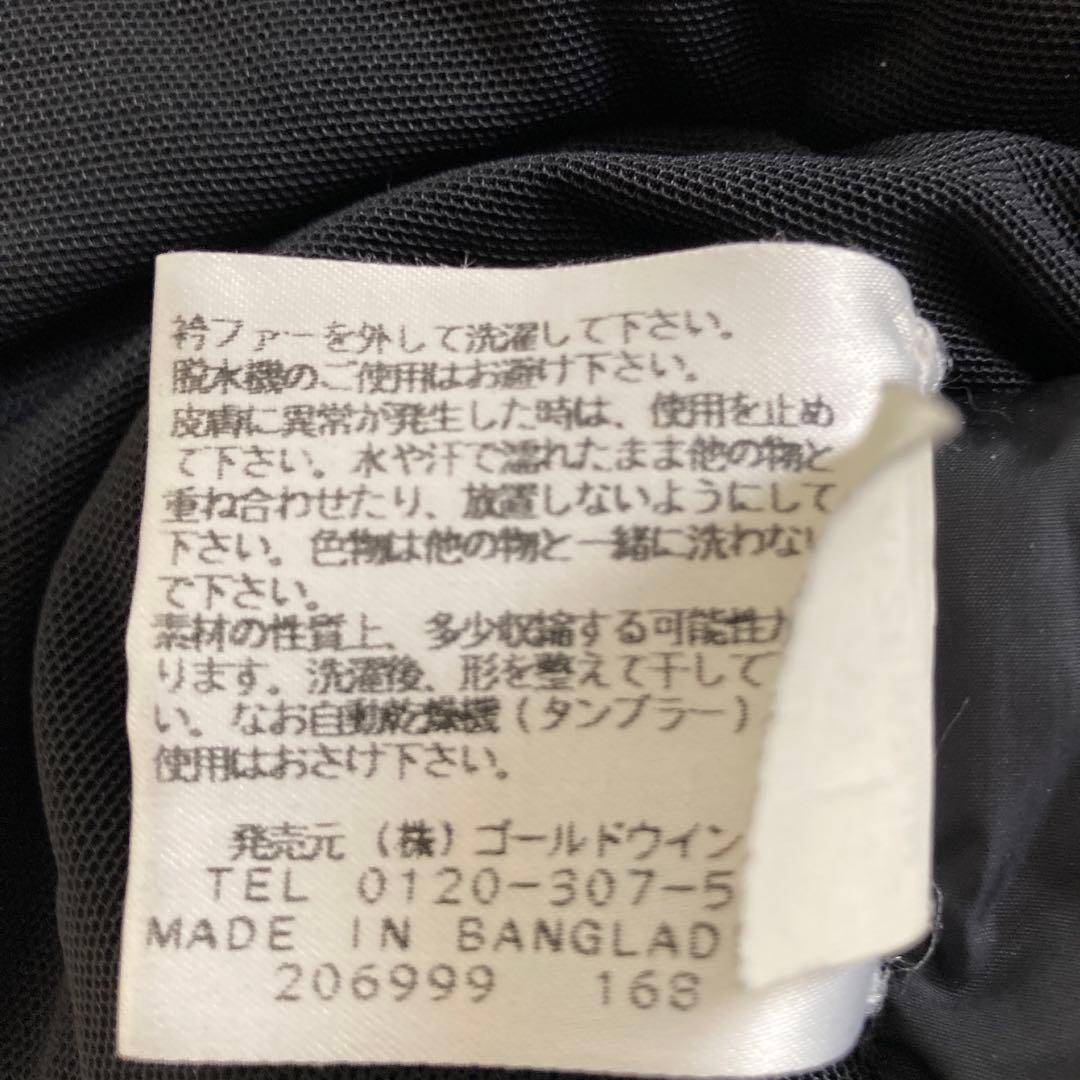 衿ファーを外して洗濯して下さい。
脱水機のご使用はお避け下さい。
皮膚に異常が発生した時は、使用を止め
て下さい。水や汗で濡れたまま他の物と
重ね合わせたり、放置しないようにして
下さい。色物は他の物と一緒に洗わない
で下さい。
素材の性質上、多少収縮する可能性が
ります。洗濯後、形を整えて干して
い。なお自動乾燥機(タンブラー)
使用はおさけ下さい。
発売元 (株)ゴールドウイン
TEL 0120-307-5
MADE IN BANGLAD
206999 168